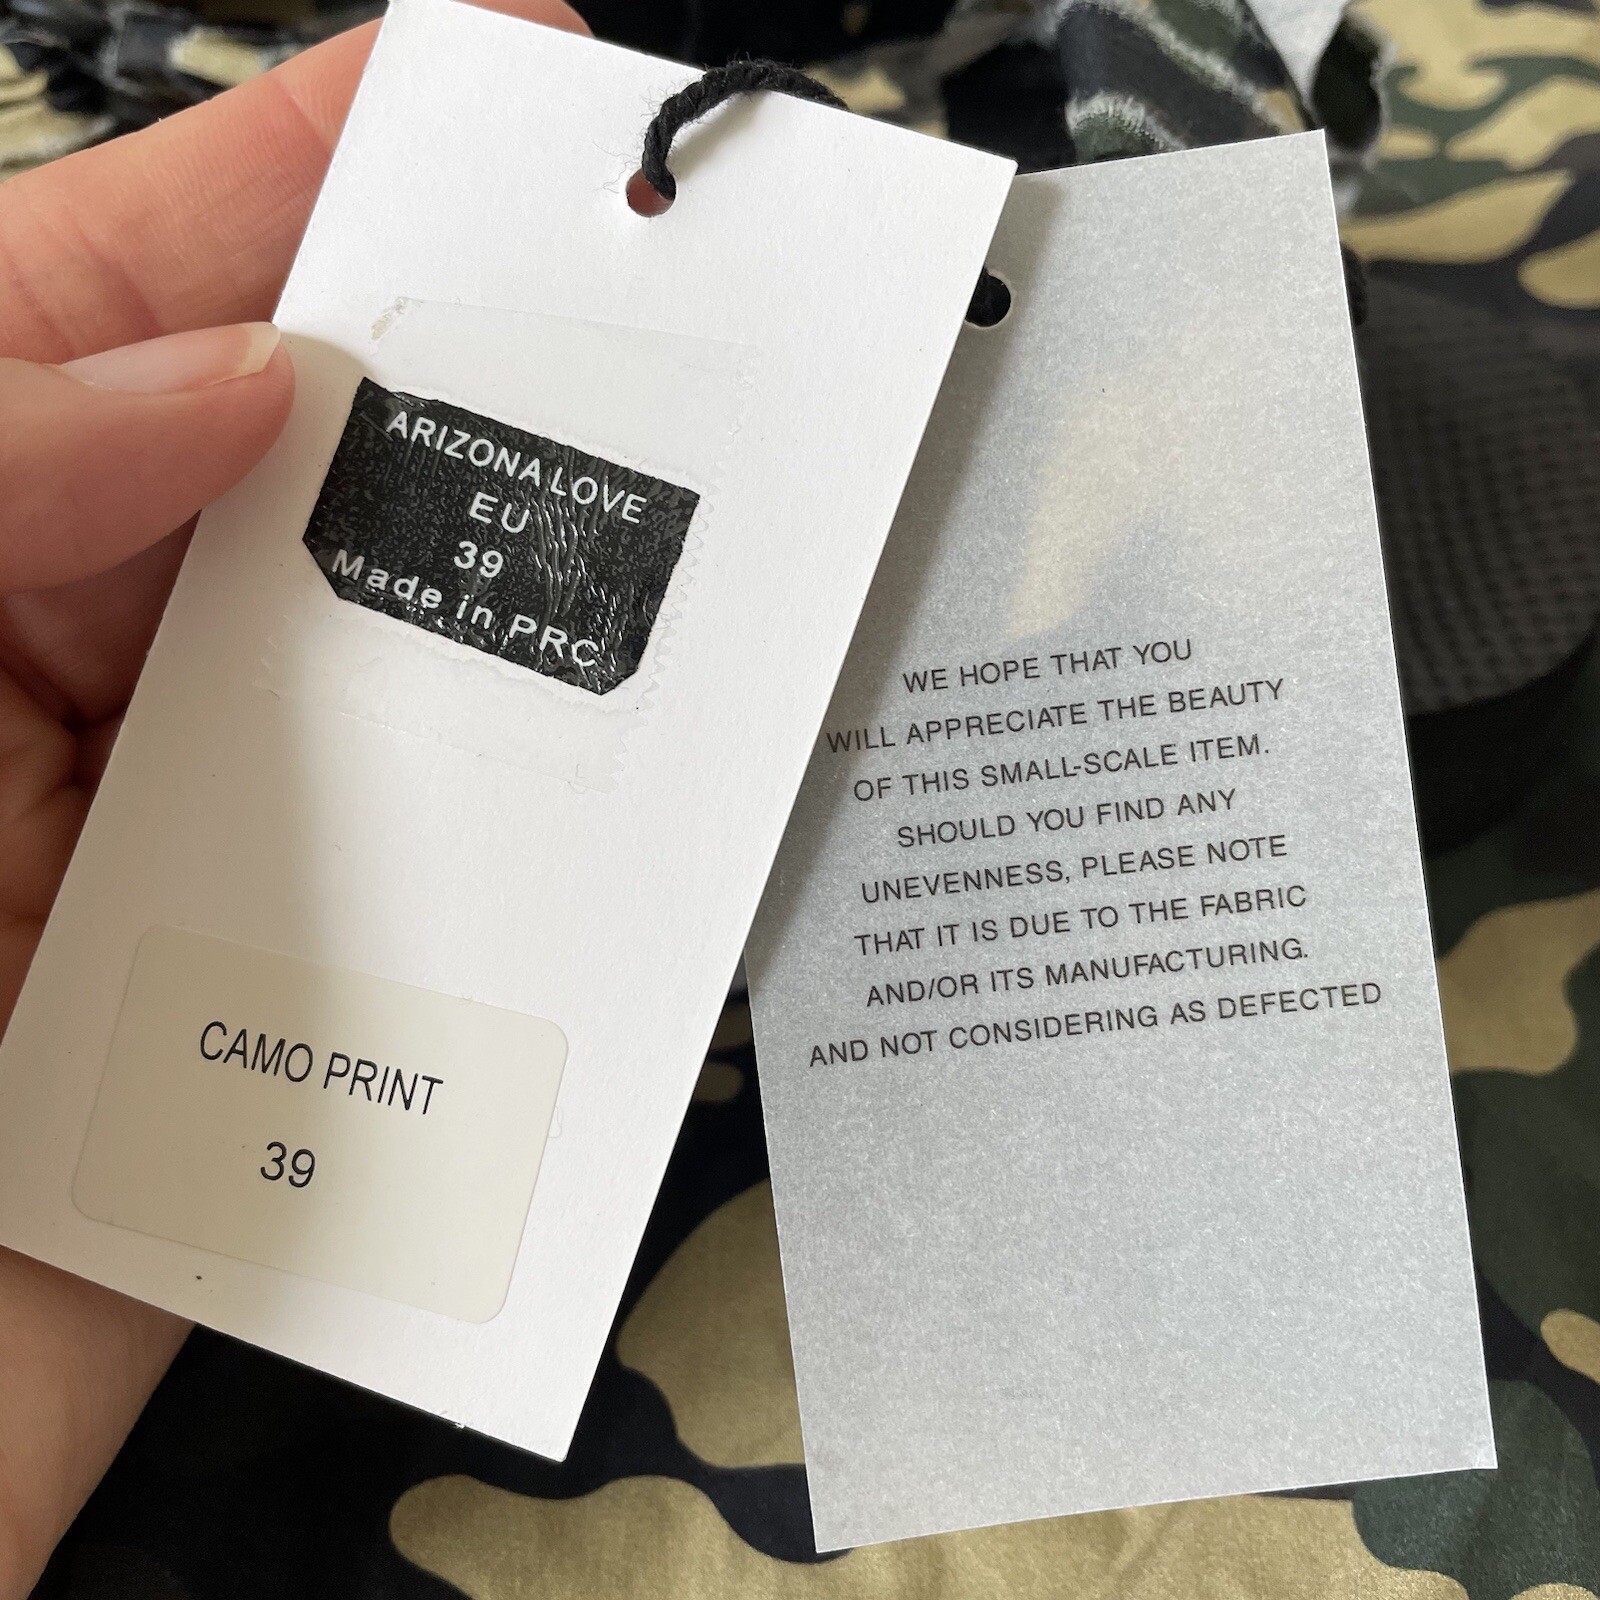 ARIZONA LOVE
EU
39
Made in PRC
CAMO PRINT
39
WE HOPE THAT YOU
WILL APPRECIATE THE BEAUTY
OF THIS SMALL-SCALE ITEM.
SHOULD YOU FIND ANY
UNEVENNESS, PLEASE NOTE
THAT IT IS DUE TO THE FABRIC
AND/OR ITS MANUFACTURING.
AND NOT CONSIDERING AS DEFECTED